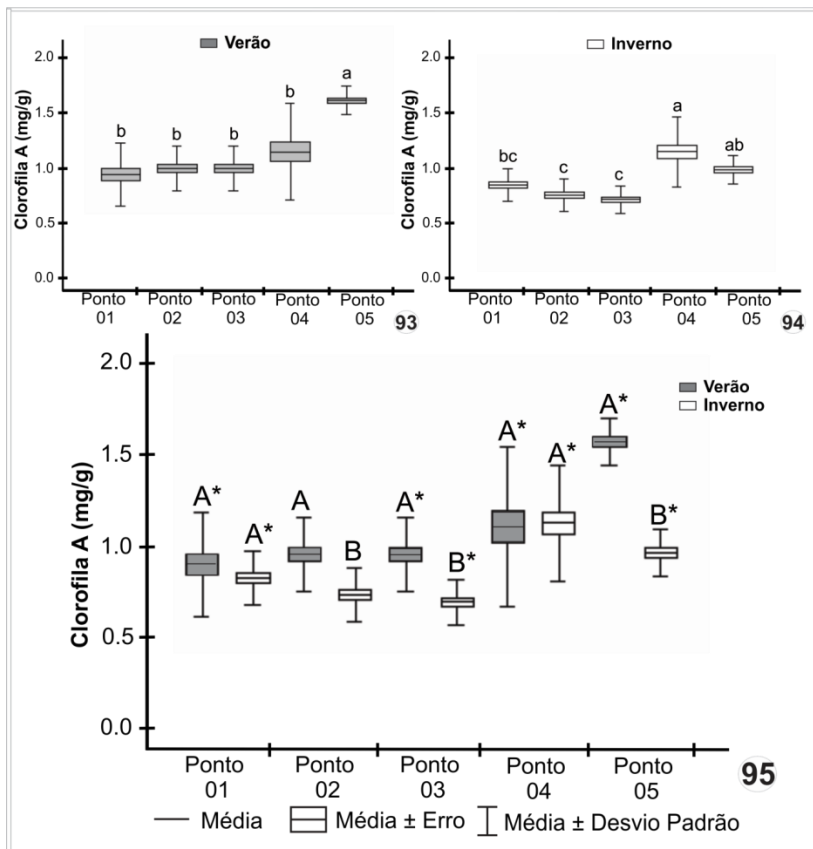 Verão
Clorofila A (mg/g)
2.0
1.5
1.0
0.5
0.0
b
b
b
b
a
Ponto 01
Ponto 02
Ponto 03
Ponto 04
Ponto 05
93
Inverno
Clorofila A (mg/g)
2.0
1.5
1.0
0.5
0.0
bc
c
c
a
ab
Ponto 01
Ponto 02
Ponto 03
Ponto 04
Ponto 05
94
Verão
Inverno
Clorofila A (mg/g)
2.0
1.5
1.0
0.5
0.0
A*
A*
A
B
A*
B*
A*
A*
A*
B*
Ponto 01
Ponto 02
Ponto 03
Ponto 04
Ponto 05
95
Média
Média ± Erro
Média ± Desvio Padrão